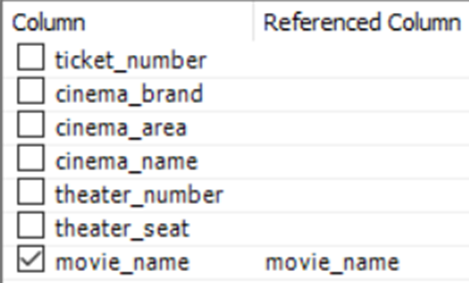 Column Referenced Column
ticket_number
cinema_brand
cinema_area
cinema_name
theater_number
theater_seat
movie_name movie_name